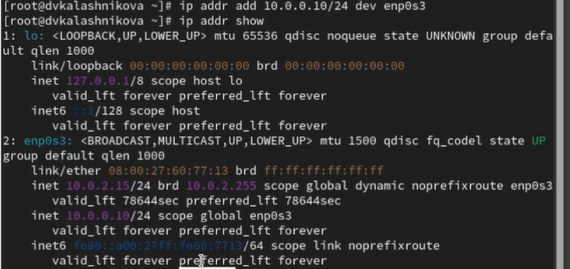 [root@dvkalashnikova ~]# ip addr add 10.0.0.10/24 dev enp0s3
[root@dvkalashnikova ~]# ip addr show
1: lo: <LOOPBACK,UP,LOWER_UP> mtu 65536 qdisc noqueue state UNKNOWN group defa
ult qlen 1000
link/loopback 00:00:00:00:00:00 brd 00:00:00:00:00:00
inet 127.0.0.1/8 scope host lo
valid_lft forever preferred_lft forever
inet6 ::1/128 scope host
valid_lft forever preferred_lft forever
2: enp0s3: <BROADCAST,MULTICAST,UP,LOWER_UP> mtu 1500 qdisc fq_codel state UP
group default qlen 1000
link/ether 08:00:27:60:77:13 brd ff:ff:ff:ff:ff:ff
inet 10.0.2.15/24 brd 10.0.2.255 scope global dynamic noprefixroute enp0s3
valid_lft 78644sec preferred_lft 78644sec
inet 10.0.0.10/24 scope global enp0s3
valid_lft forever preferred_lft forever
inet6 fe80::a00:27ff:fe60:7713/64 scope link noprefixroute
valid_lft forever preferred_lft forever